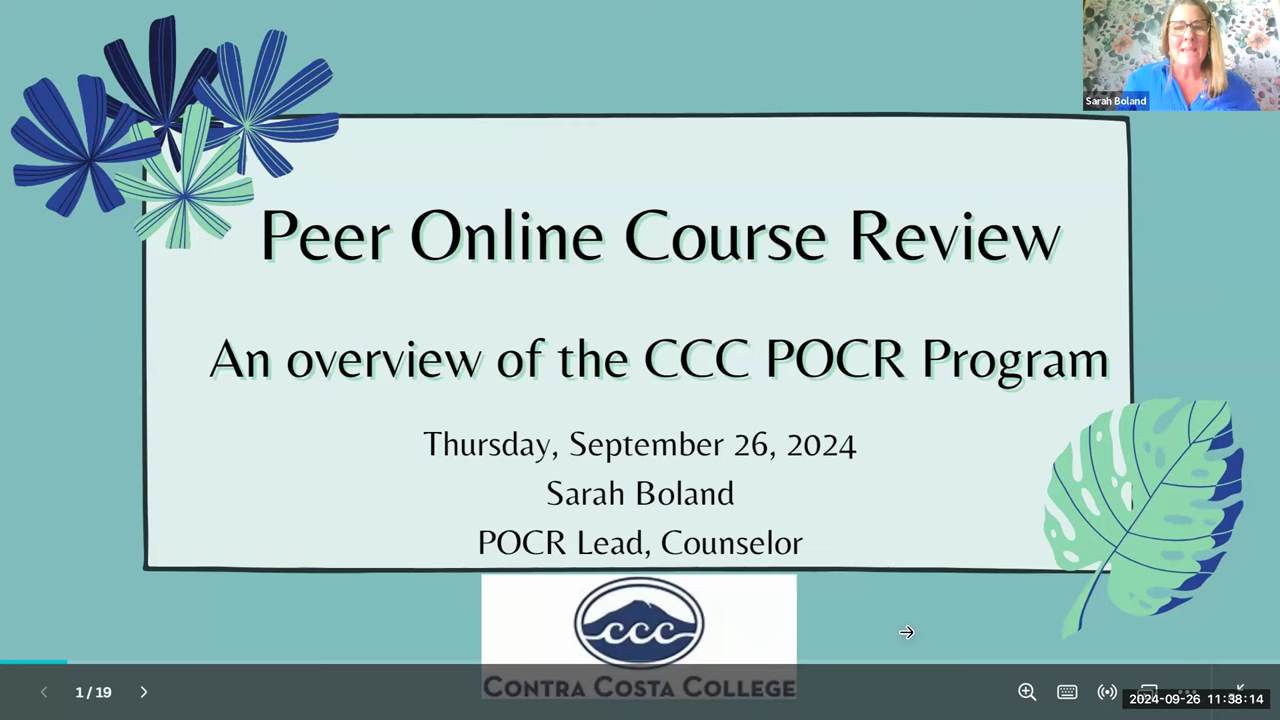 Sarah Boland
Peer Online Course Review
An overview of the CCC POCR Program
Thursday, September 26, 2024
Sarah Boland
POCR Lead, Counselor
ccc
CONTRA COSTA COLLEGE
1 / 19
2024-09-26 11:38:14